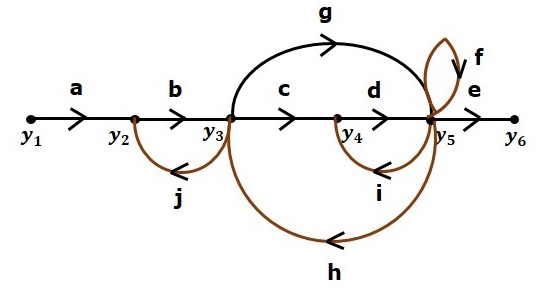 g
f
a b c d e
y₁ y₂ y₃ y₄ y₅ y₆
j i
h